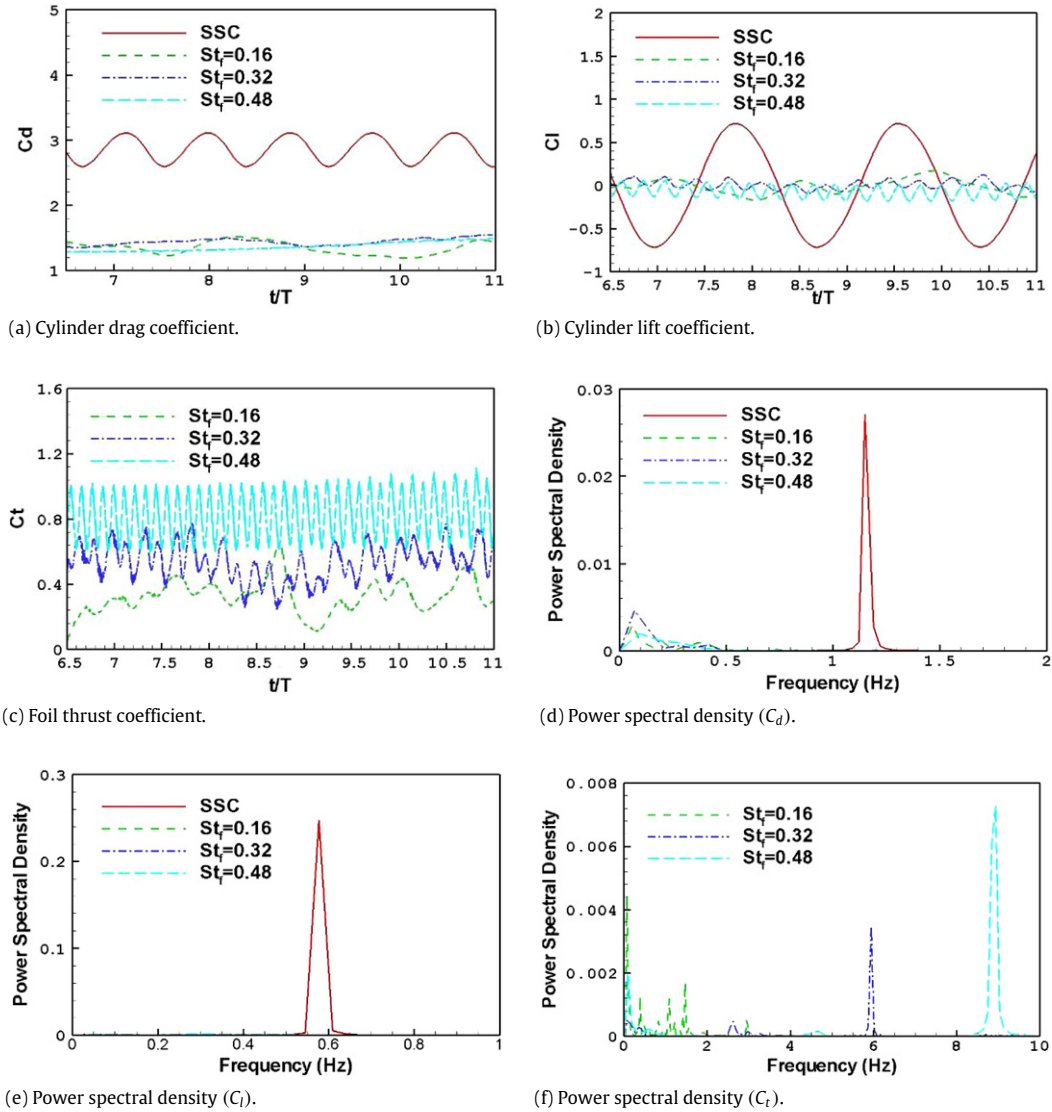 5
4
3
2
1
Cd
SSC
St_f=0.16
St_f=0.32
St_f=0.48
7 8 9 10 11
t/T
(a) Cylinder drag coefficient.
2
1.5
1
0.5
0
-0.5
-1
Cl
SSC
St_f=0.16
St_f=0.32
St_f=0.48
6.5 7 7.5 8 8.5 9 9.5 10 10.5 11
t/T
(b) Cylinder lift coefficient.
1.6
1.2
0.8
0.4
0
Ct
St_f=0.16
St_f=0.32
St_f=0.48
6.5 7 7.5 8 8.5 9 9.5 10 10.5 11
t/T
(c) Foil thrust coefficient.
0.03
0.02
0.01
0
Power Spectral Density
SSC
St_f=0.16
St_f=0.32
St_f=0.48
0 0.5 1 1.5 2
Frequency (Hz)
(d) Power spectral density (C_d).
0.3
0.2
0.1
0
Power Spectral Density
SSC
St_f=0.16
St_f=0.32
St_f=0.48
0 0.2 0.4 0.6 0.8 1
Frequency (Hz)
(e) Power spectral density (C_l).
0.008
0.006
0.004
0.002
0
Power Spectral Density
St_f=0.16
St_f=0.32
St_f=0.48
0 2 4 6 8 10
Frequency (Hz)
(f) Power spectral density (C_t).